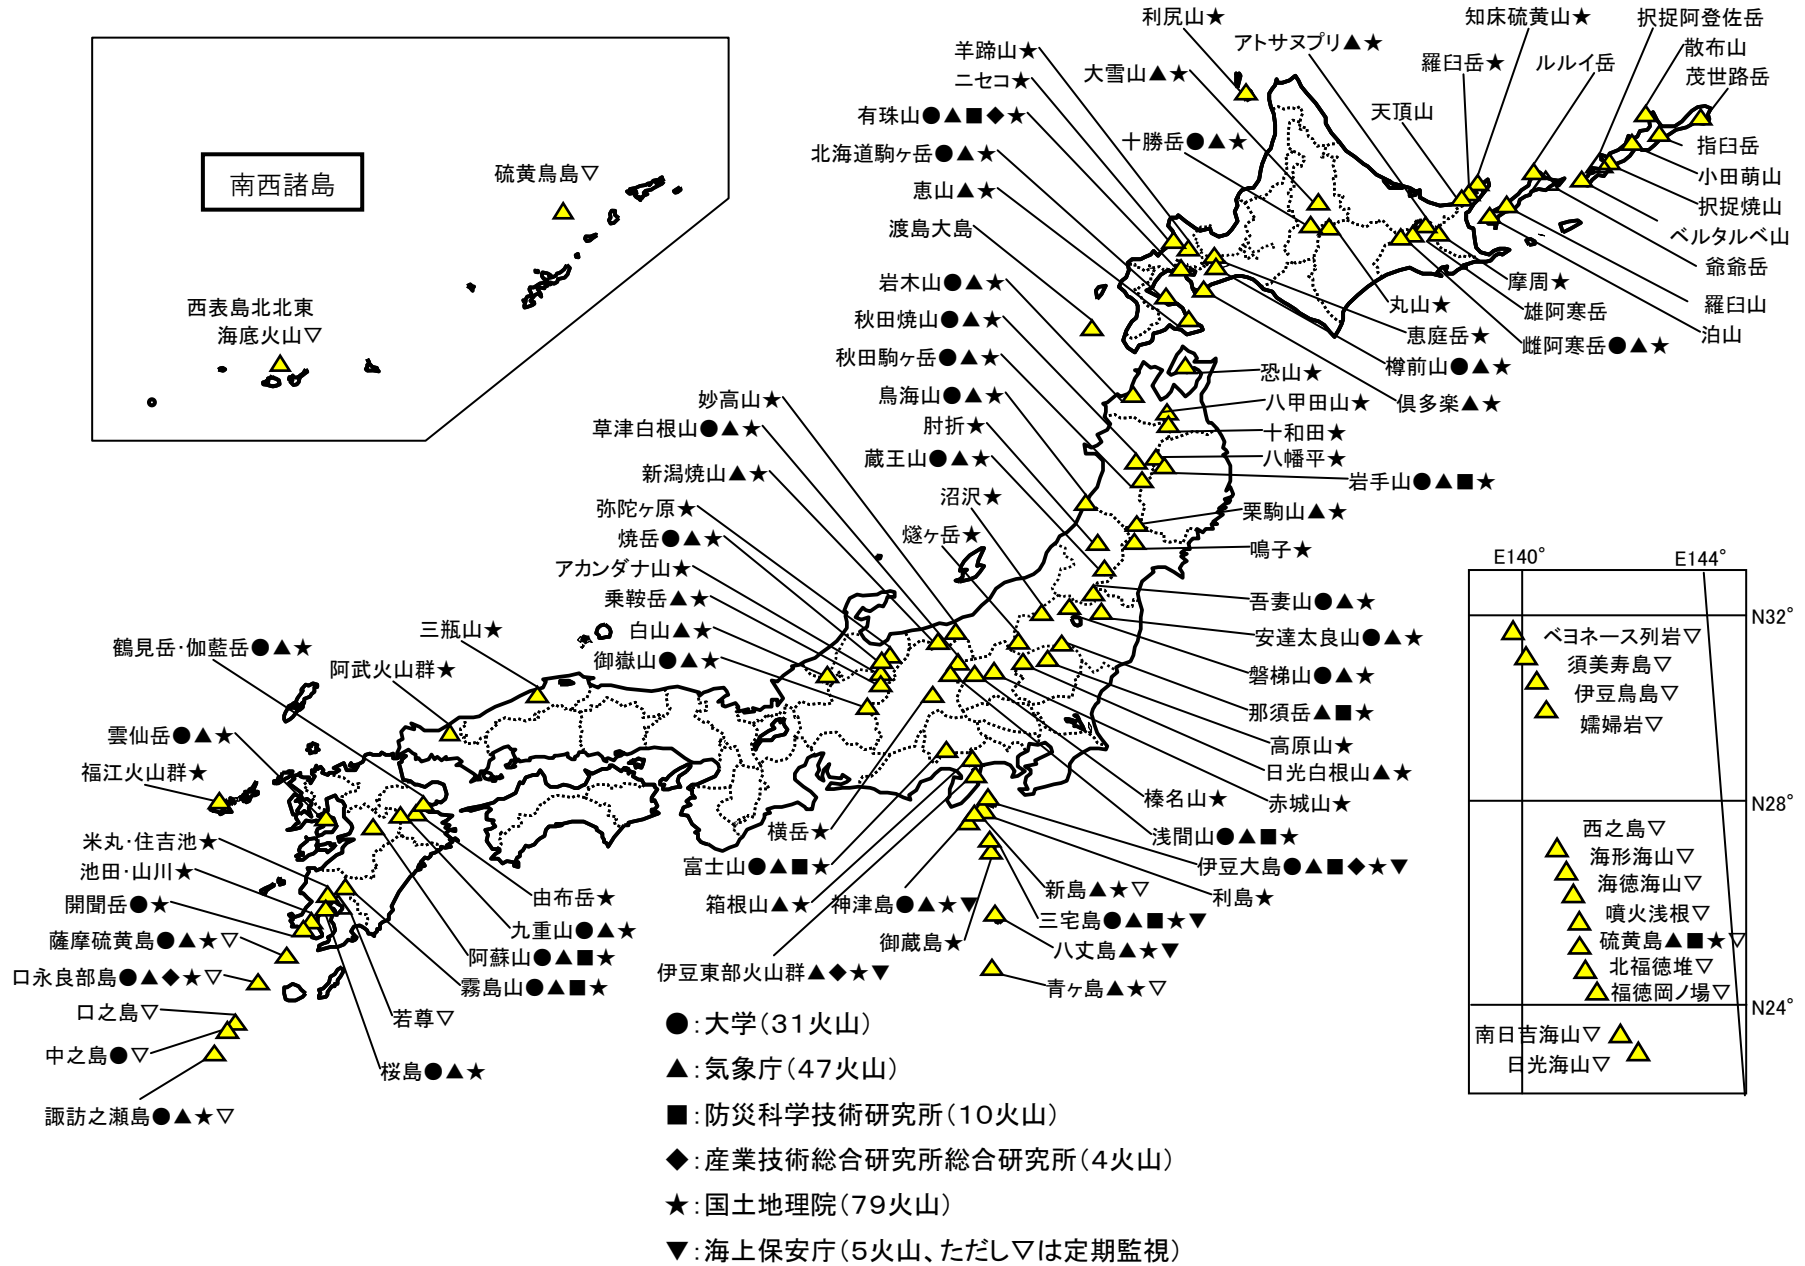 南西諸島
硫黄鳥島▽
西表島北北東
海底火山▽
利尻山★
アトサヌプリ▲★
羊蹄山★
ニセコ★
大雪山▲★
有珠山●▲■◆★
十勝岳●▲★
北海道駒ヶ岳●▲★
恵山▲★
渡島大島
岩木山●▲★
秋田焼山●▲★
秋田駒ヶ岳●▲★
鳥海山●▲★
肘折★
蔵王山●▲★
沼沢★
燧ヶ岳★
妙高山★
草津白根山●▲★
新潟焼山▲★
弥陀ヶ原★
焼岳●▲★
アカンダナ山★
乗鞍岳▲★
白山▲★
御嶽山●▲★
三瓶山★
阿武火山群★
鶴見岳・伽藍岳●▲★
雲仙岳●▲★
福江火山群★
米丸・住吉池★
池田・山川★
開聞岳●★
薩摩硫黄島●▲★▽
口永良部島●▲◆★▽
口之島▽
中之島●▽
諏訪之瀬島●▲★▽
知床硫黄山★
羅臼岳★
天頂山
ルルイ岳
択捉阿登佐岳
散布山
茂世路岳
指臼岳
小田萌山
択捉焼山
ベルタルベ山
爺爺岳
羅臼山
泊山
摩周★
雄阿寒岳
雌阿寒岳●▲★
丸山★
恵庭岳★
樽前山●▲★
倶多楽▲★
恐山★
八甲田山★
十和田★
八幡平★
岩手山●▲■★
栗駒山▲★
鳴子★
吾妻山●▲★
安達太良山●▲★
磐梯山●▲★
那須岳▲■★
高原山★
日光白根山▲★
赤城山★
榛名山★
浅間山●▲■★
横岳★
富士山●▲■★
箱根山▲★
伊豆東部火山群▲◆★▼
伊豆大島●▲■◆★▼
利島★
新島▲★▽
神津島●▲★▼
三宅島●▲■★▼
御蔵島★
八丈島▲★▼
青ヶ島▲★▽
由布岳★
九重山●▲★
阿蘇山●▲■★
霧島山●▲■★
若尊▽
桜島●▲★
E140°
E144°
N32°
ベヨネース列岩▽
須美寿島▽
伊豆鳥島▽
孀婦岩▽
N28°
西之島▽
海形海山▽
海徳海山▽
噴火浅根▽
硫黄島▲■★▽
北福徳堆▽
福徳岡ノ場▽
N24°
南日吉海山▽
日光海山▽
●：大学（31火山）
▲：気象庁（47火山）
■：防災科学技術研究所（10火山）
◆：産業技術総合研究所総合研究所（4火山）
★：国土地理院（79火山）
▼：海上保安庁（5火山、ただし▽は定期監視）